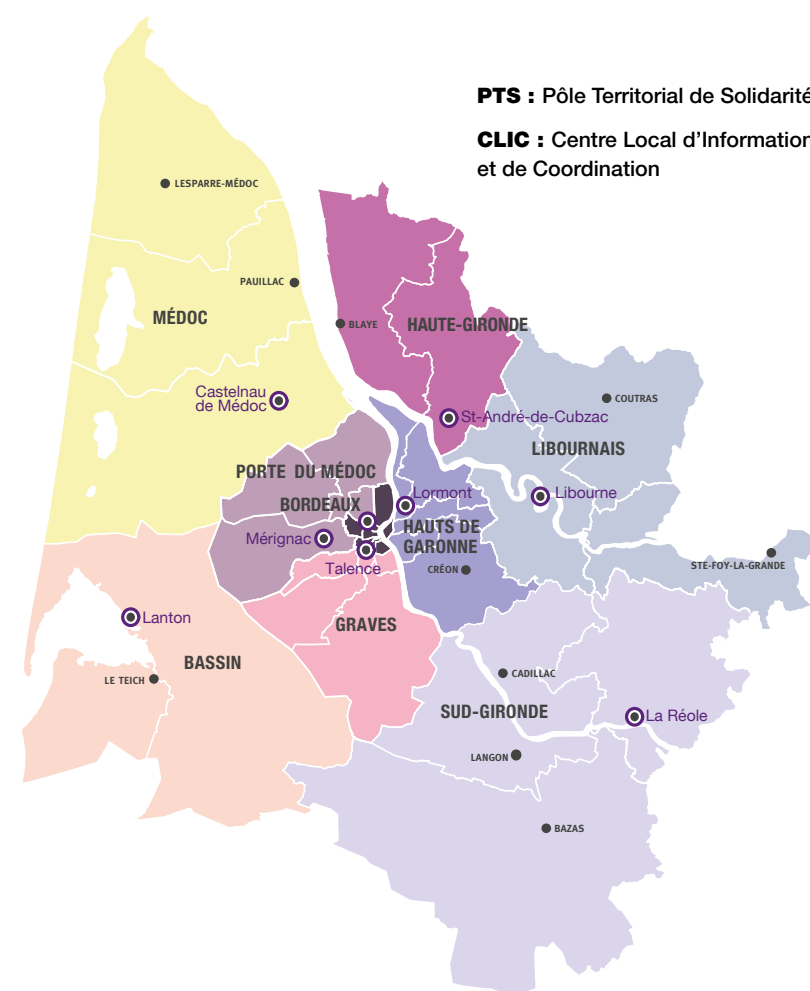 PTS : Pôle Territorial de Solidarité
CLIC : Centre Local d'Information
et de Coordination
LESPARRE-MÉDOC
PAUILLAC
MÉDOC
BLAYE
HAUTE-GIRONDE
Castelnau
de Médoc
COUTRAS
St-André-de-Cubzac
LIBOURNAIS
PORTE DU MÉDOC
Lormont
Libourne
BORDEAUX
HAUTS DE
GARONNE
Mérignac
Talence
CRÉON
STE-FOY-LA-GRANDE
Lanton
GRAVES
BASSIN
LE TEICH
CADILLAC
SUD-GIRONDE
La Réole
LANGON
BAZAS